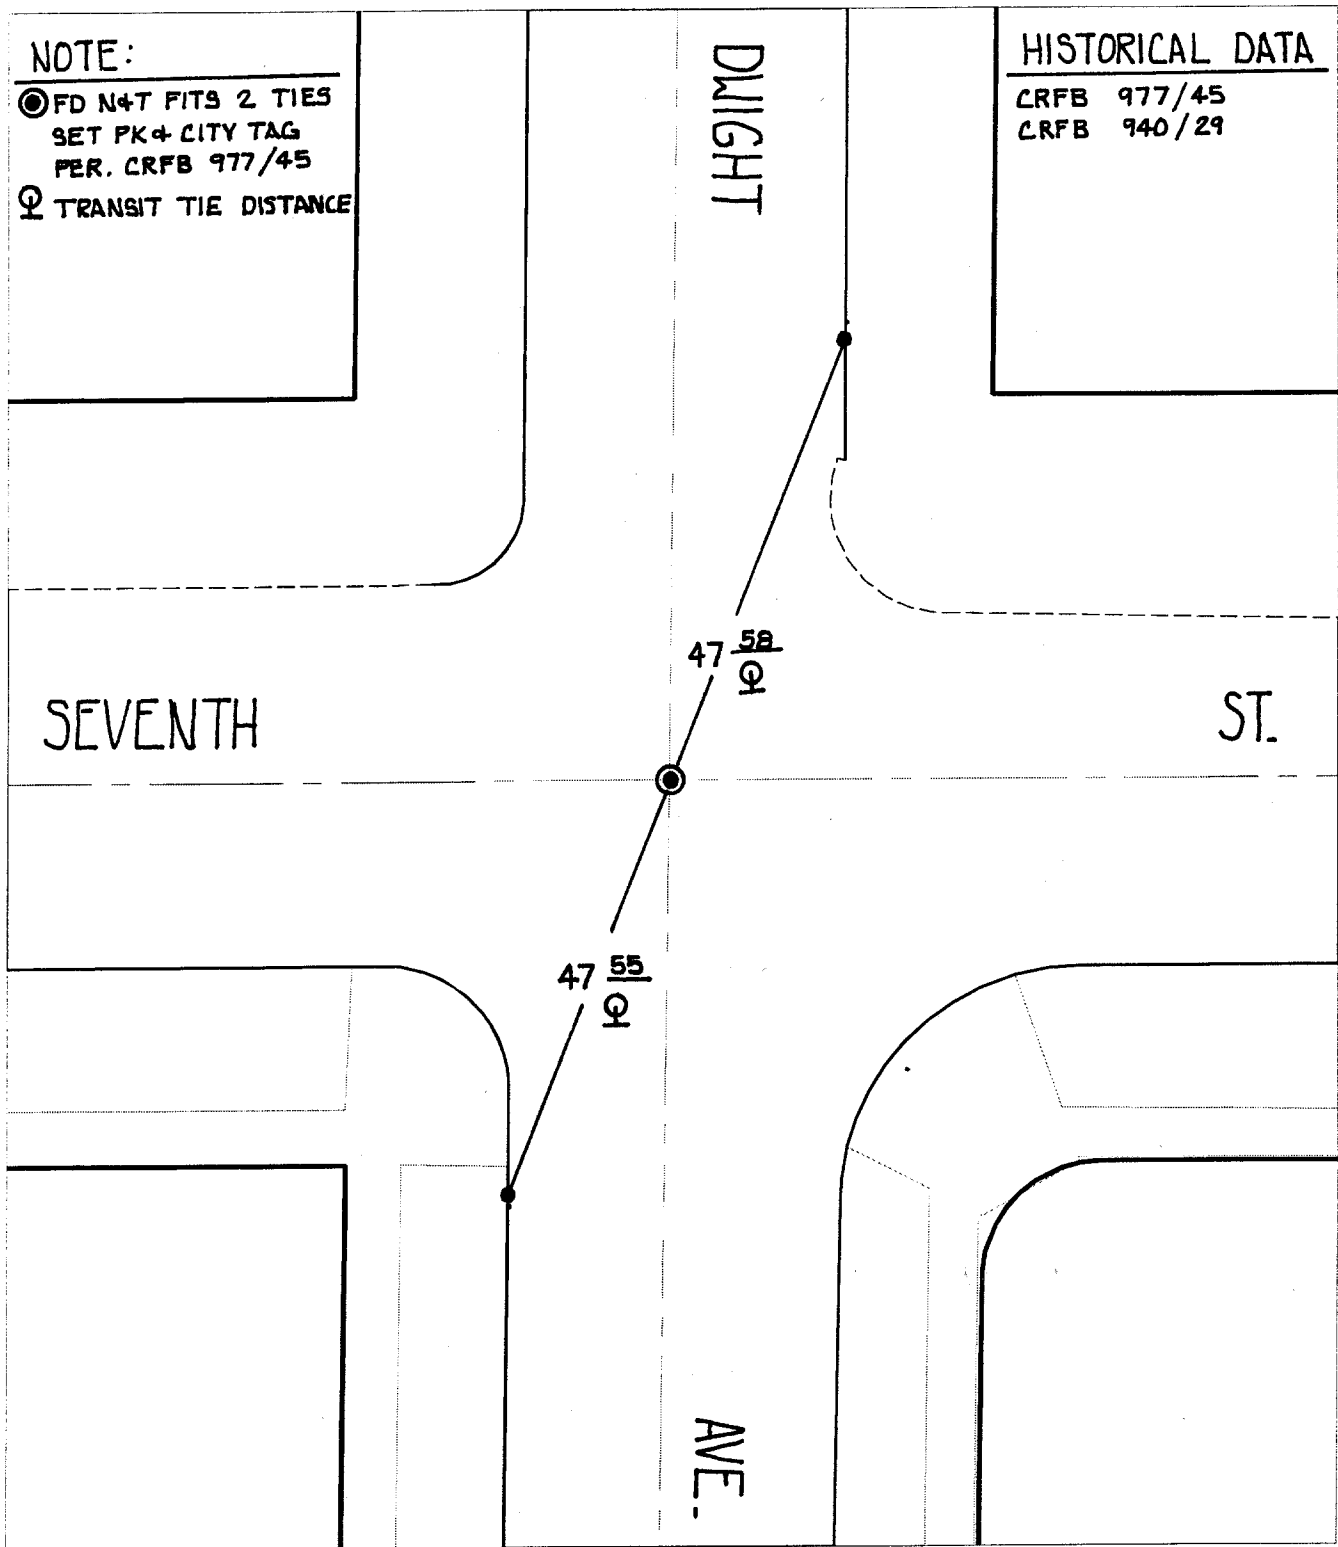 NOTE:
FD N&T FITS 2 TIES
SET PK & CITY TAG
PER. CRFB 977/45
TRANSIT TIE DISTANCE
HISTORICAL DATA
CRFB 977/45
CRFB 940/29
DWIGHT
47 58
SEVENTH
ST.
47 55
AVE.